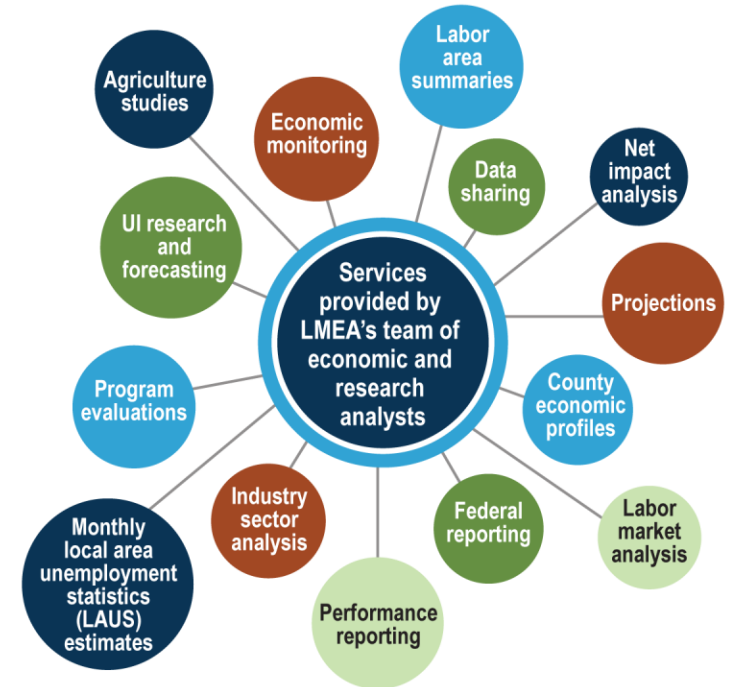 Labor
area
summaries
Agriculture
studies
Economic
monitoring
Data
sharing
Net
impact
analysis
UI research
and
forecasting
Services
provided by
LMEA’s team of
economic and
research
analysts
Projections
Program
evaluations
County
economic
profiles
Industry
sector
analysis
Federal
reporting
Labor
market
analysis
Monthly
local area
unemployment
statistics
(LAUS)
estimates
Performance
reporting